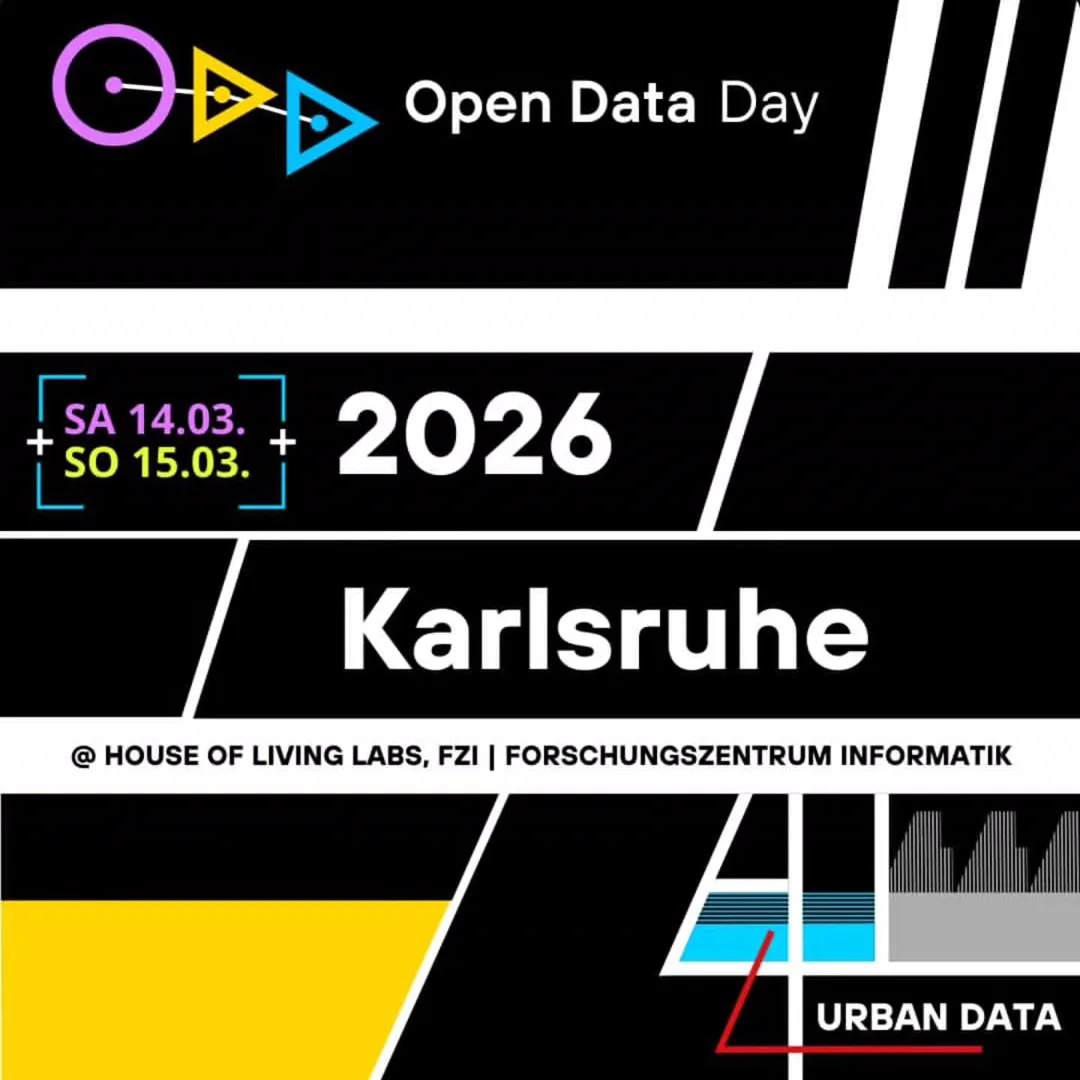 Open Data Day
SA 14.03.
SO 15.03.
2026
Karlsruhe
@ HOUSE OF LIVING LABS, FZI | FORSCHUNGSZENTRUM INFORMATIK
URBAN DATA